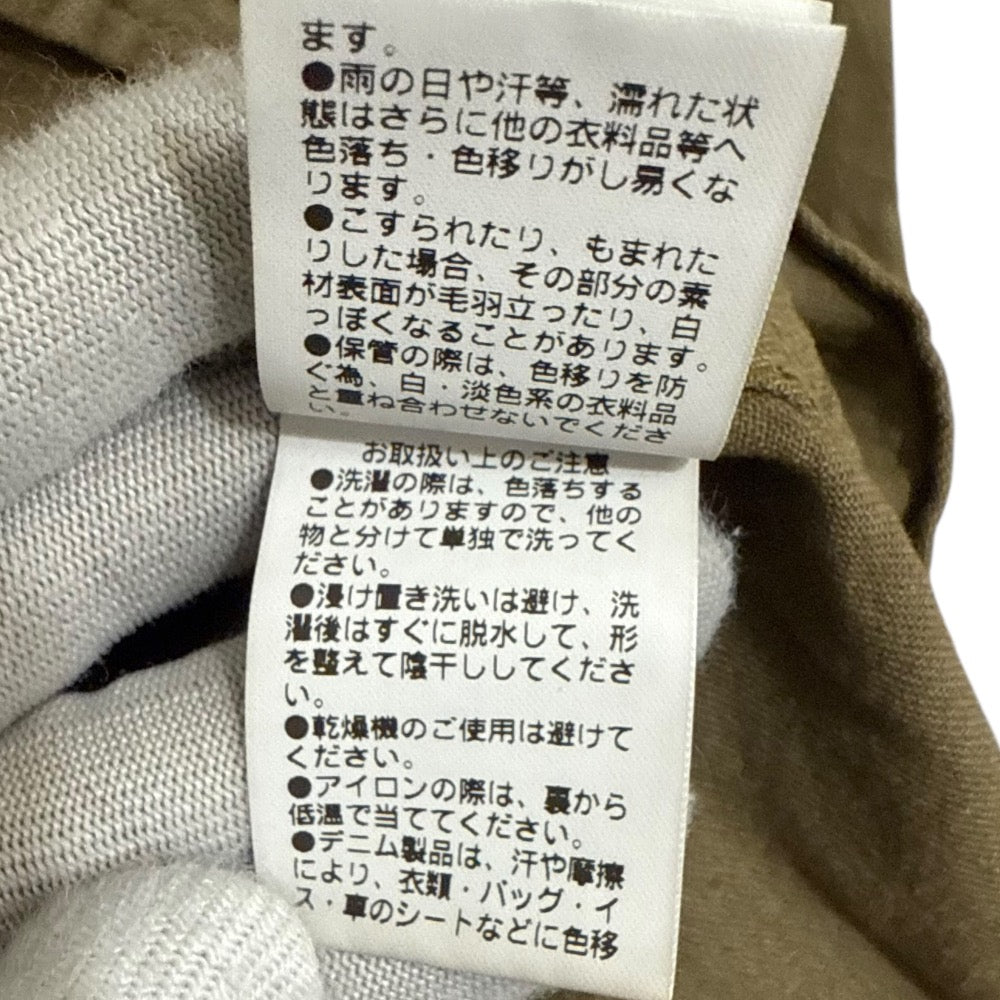 ます。
●雨の日や汗等、濡れた状
態はさらに他の衣料品等へ
色落ち・色移りがし易くな
ります。
●こすられたり、もまれた
りした場合、その部分の素
材表面が毛羽立ったり、白
っぽくなることがあります。
●保管の際は、色移りを防
ぐ為、白・淡色系の衣料品
と重ね合わせないでくださ
い。
お取扱い上のご注意
●洗濯の際は、色落ちする
ことがありますので、他の
物と分けて単独で洗ってく
ださい。
●浸け置き洗いは避け、洗
濯後はすぐに脱水して、形
を整えて陰干ししてくださ
い。
●乾燥機のご使用は避けて
ください。
●アイロンの際は、裏から
低温で当ててください。
●デニム製品は、汗や摩擦
により、衣類・バッグ・イ
ス・車のシートなどに色移